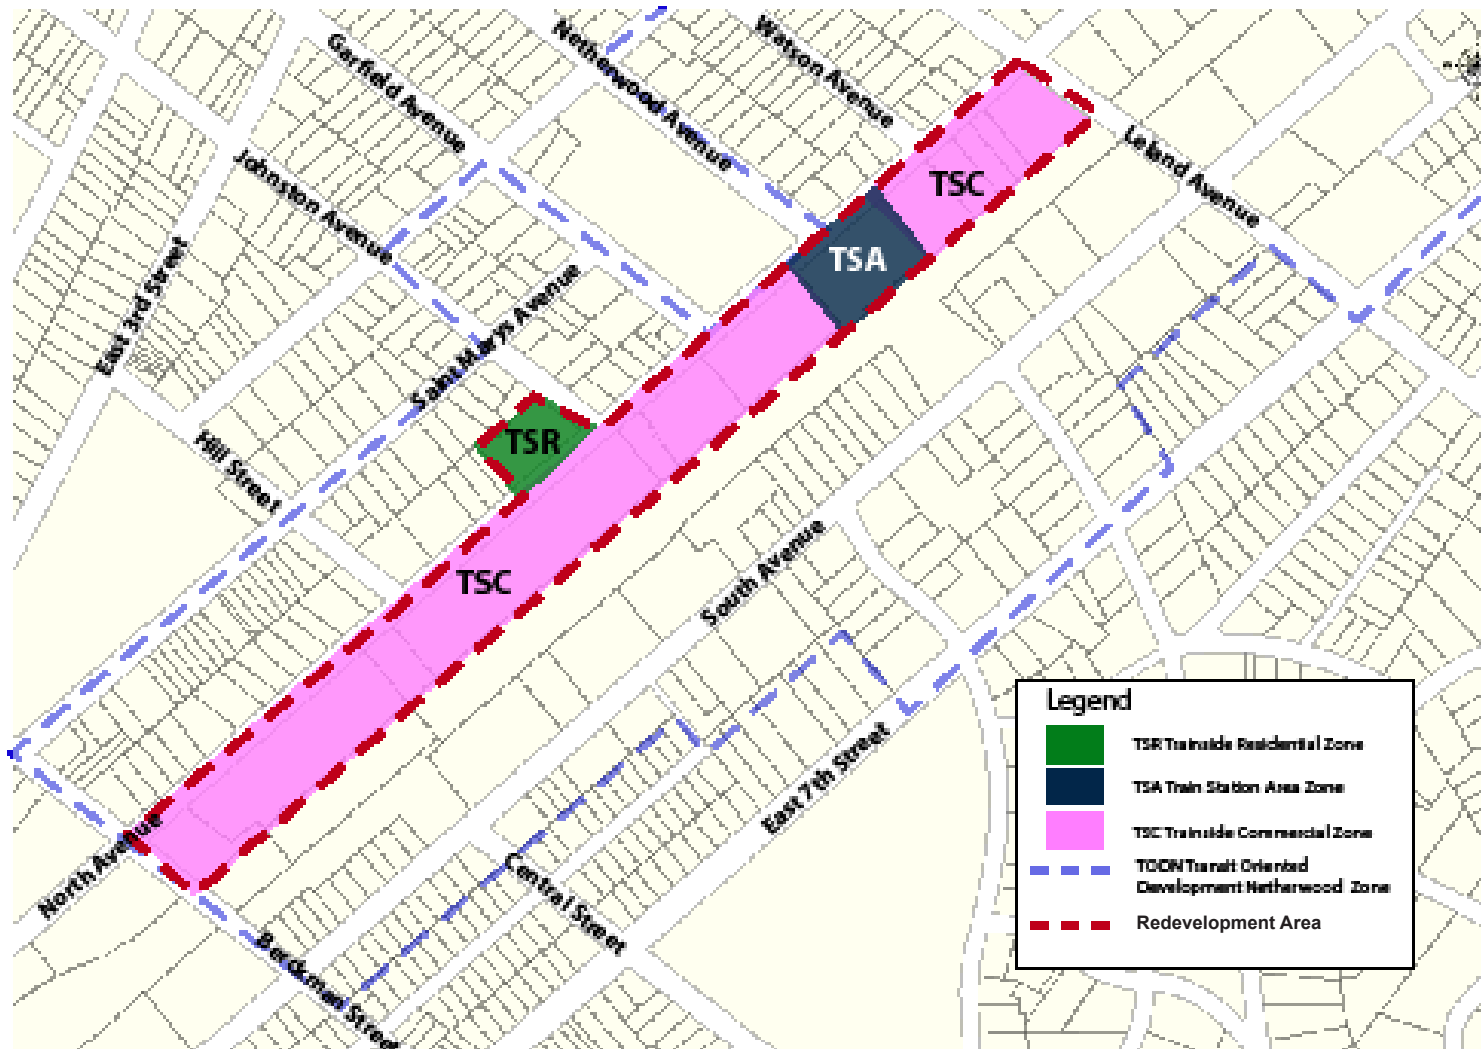 Garfield Avenue
Netherwood Avenue
Watson Avenue
Leland Avenue
Johnston Avenue
East 3rd Street
Saint Marys Avenue
Hill Street
TSC
TSA
TSR
TSC
South Avenue
East 7th Street
North Avenue
Central Street
Berckman Street
Legend
TSR Trainside Residential Zone
TSA Train Station Area Zone
TSC Trainside Commercial Zone
TODN Transit Oriented
Development Netherwood Zone
Redevelopment Area